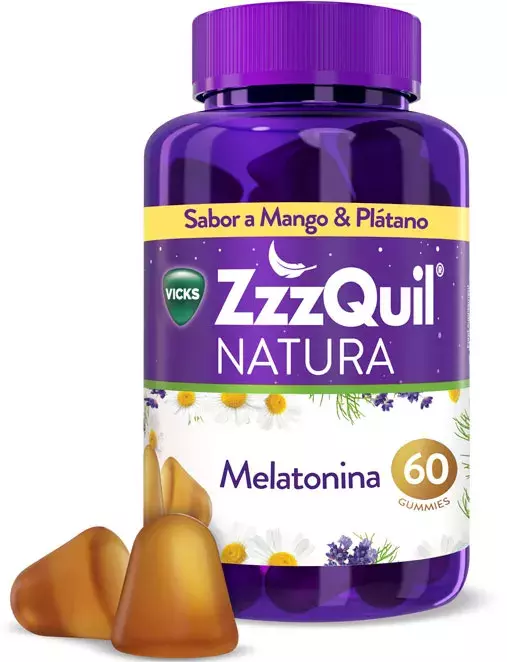 Sabor a Mango & Plátano
VICKS
ZzzQuil®
NATURA
Melatonina
60
GUMMIES